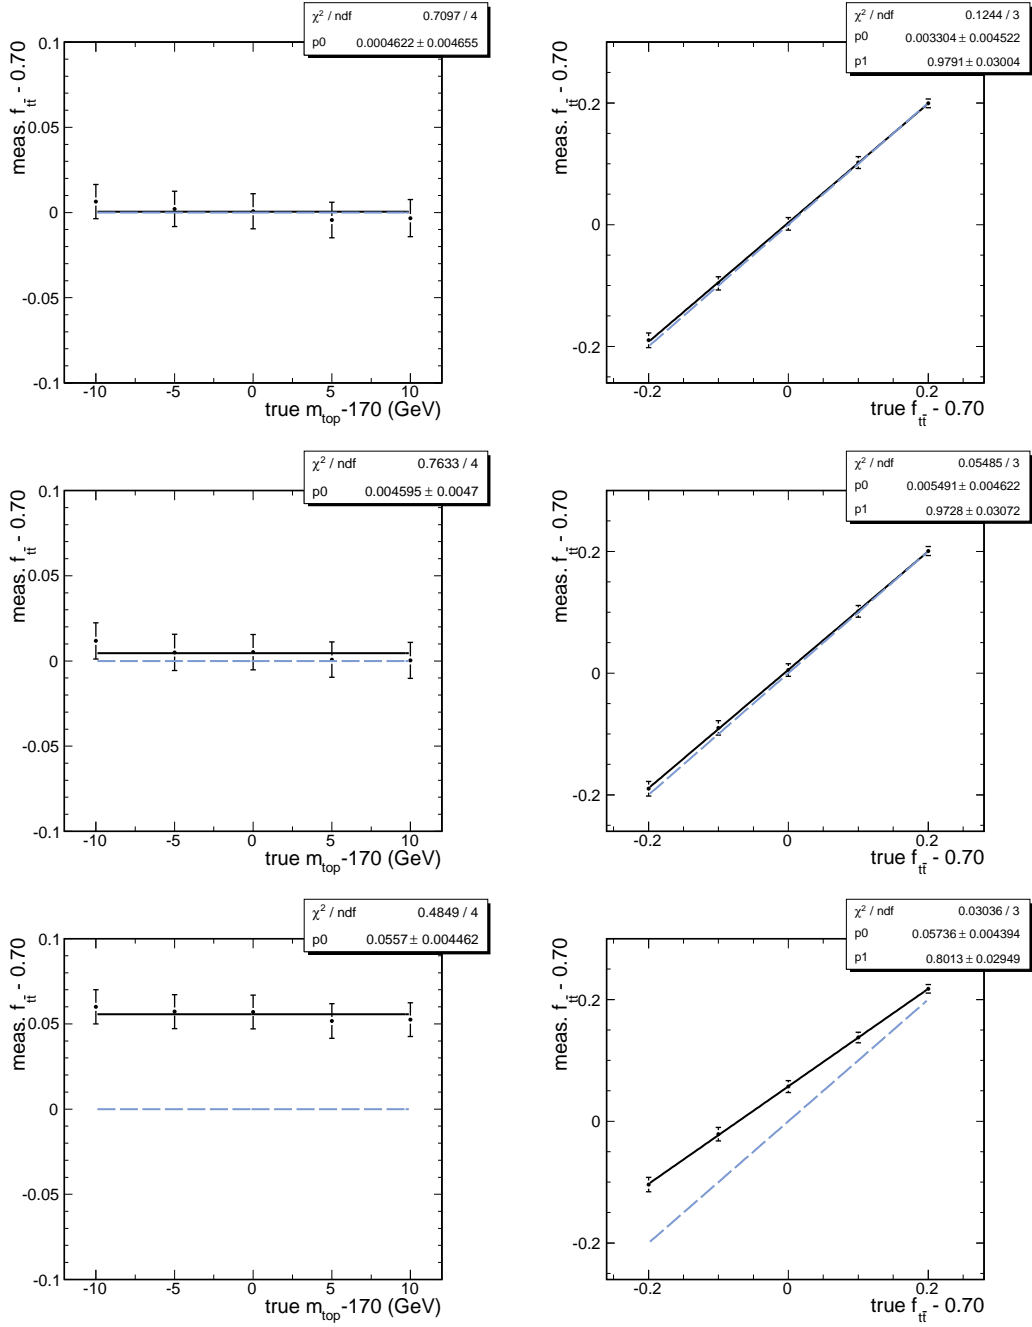 χ² / ndf 0.7097 / 4
p0 0.0004622 ± 0.004655
meas. f_tt̄ - 0.70
0.1
0.05
0
-0.05
-0.1
-10 -5 0 5 10
true m_top-170 (GeV)
χ² / ndf 0.1244 / 3
p0 0.003304 ± 0.004522
p1 0.9791 ± 0.03004
meas. f_tt̄ - 0.70
0.2
0
-0.2
-0.2 0 0.2
true f_tt̄ - 0.70
χ² / ndf 0.7633 / 4
p0 0.004595 ± 0.0047
meas. f_tt̄ - 0.70
0.1
0.05
0
-0.05
-0.1
-10 -5 0 5 10
true m_top-170 (GeV)
χ² / ndf 0.05485 / 3
p0 0.005491 ± 0.004622
p1 0.9728 ± 0.03072
meas. f_tt̄ - 0.70
0.2
0
-0.2
-0.2 0 0.2
true f_tt̄ - 0.70
χ² / ndf 0.4849 / 4
p0 0.0557 ± 0.004462
meas. f_tt̄ - 0.70
0.1
0.05
0
-0.05
-0.1
-10 -5 0 5 10
true m_top-170 (GeV)
χ² / ndf 0.03036 / 3
p0 0.05736 ± 0.004394
p1 0.8013 ± 0.02949
meas. f_tt̄ - 0.70
0.2
0
-0.2
-0.2 0 0.2
true f_tt̄ - 0.70